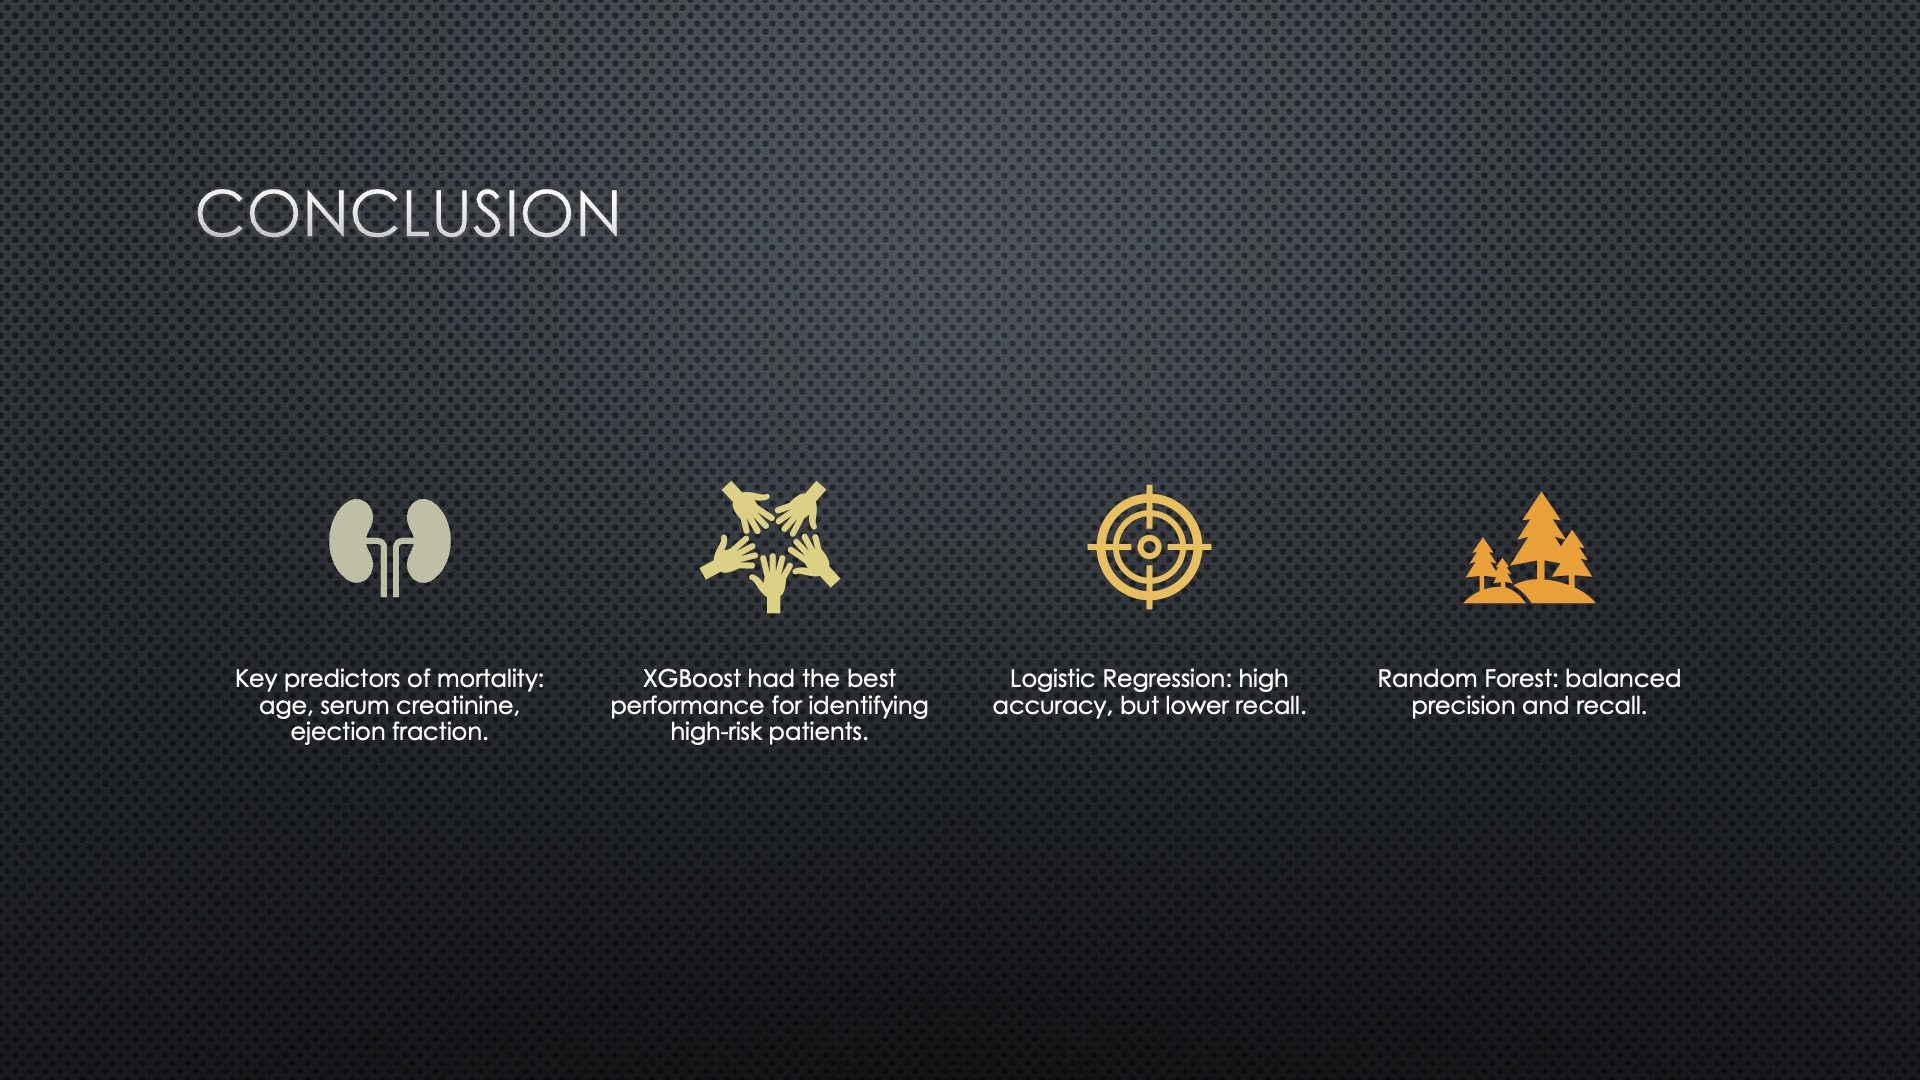 CONCLUSION
Key predictors of mortality:
age, serum creatinine,
ejection fraction.
XGBoost had the best
performance for identifying
high-risk patients.
Logistic Regression: high
accuracy, but lower recall.
Random Forest: balanced
precision and recall.